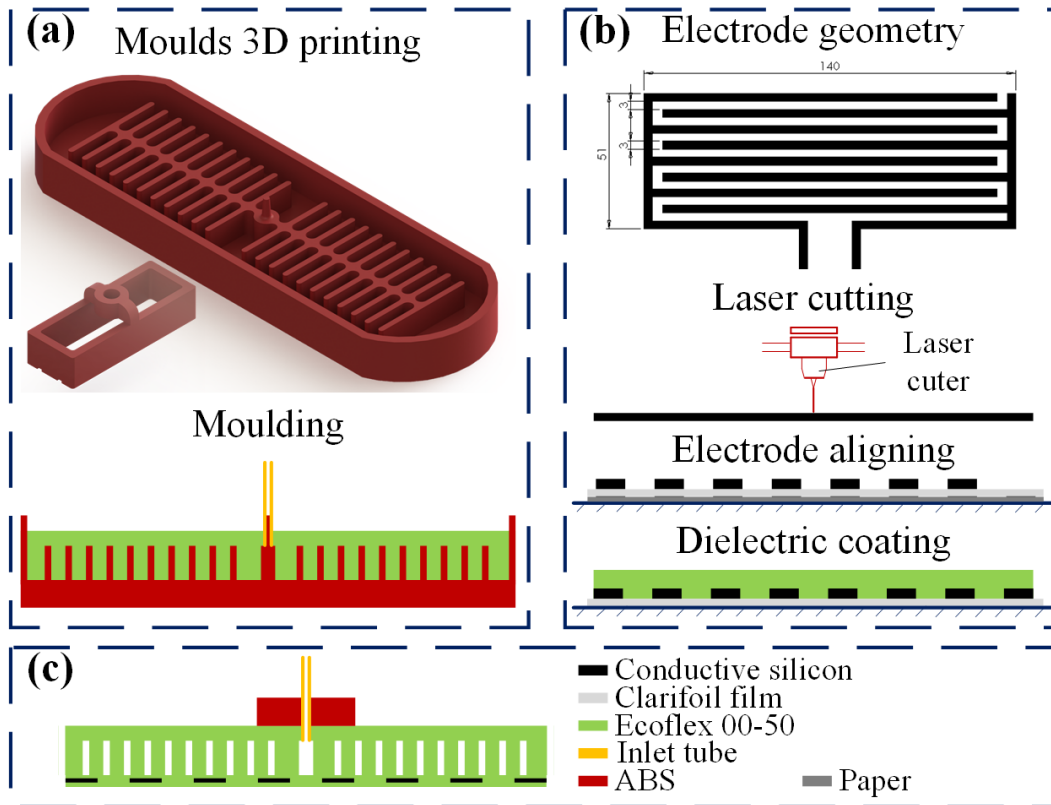 (a)
Moulds 3D printing
Moulding
(b)
Electrode geometry
140
51
3
3
Laser cutting
Laser
cuter
Electrode aligning
Dielectric coating
(c)
Conductive silicon
Clarifoil film
Ecoflex 00-50
Inlet tube
ABS
Paper